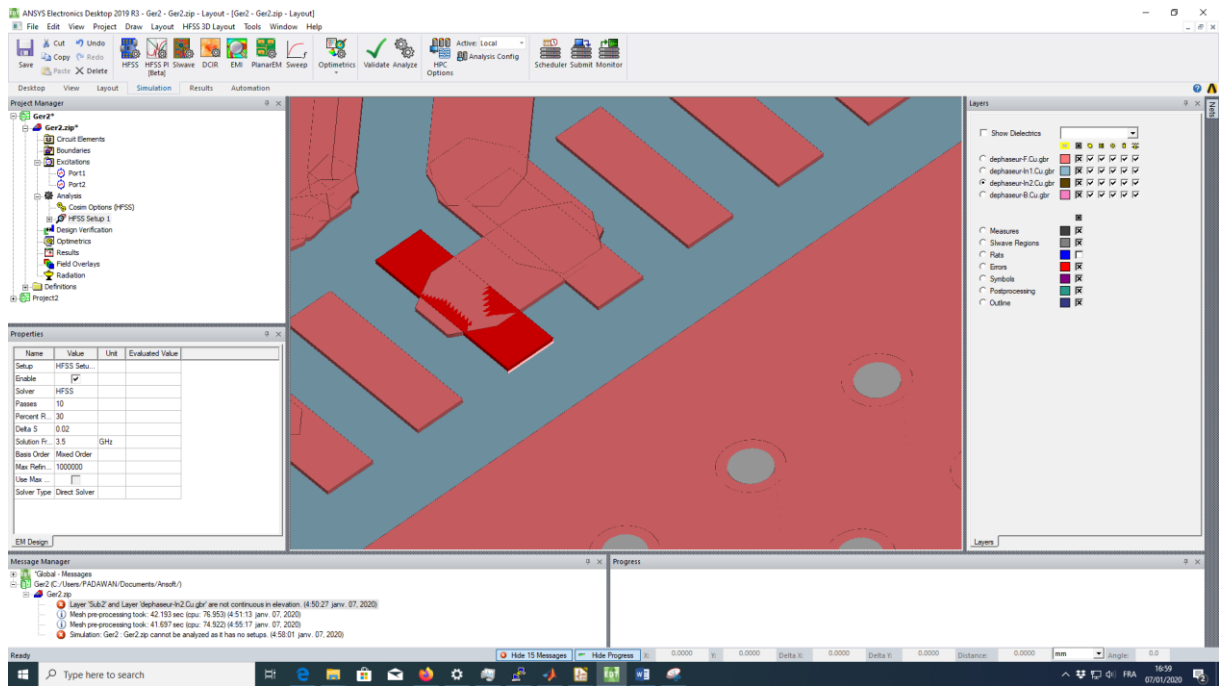 ANSYS Electronics Desktop 2019 R3 - Ger2 - Ger2.zip - Layout - [Ger2 - Ger2.zip - Layout]
File Edit View Project Draw Layout HFSS 3D Layout Tools Window Help
Save Cut Copy Paste Undo Redo Delete
HFSS HFSS PI [Beta] SIwave DCIR EMI PlanarEM Sweep Optimetrics Validate Analyze HPC Options Active: Local Analysis Config Scheduler Submit Monitor
Desktop View Layout Simulation Results Automation
Project Manager
Ger2*
Ger2.zip*
Circuit Elements
Boundaries
Excitations
Port1
Port2
Analysis
Cosim Options (HFSS)
HFSS Setup 1
Design Verification
Optimetrics
Results
Field Overlays
Radiation
Definitions
Project2
Properties
Name Value Unit Evaluated Value
Setup HFSS Setu...
Enable
Solver HFSS
Passes 10
Percent R... 30
Delta S 0.02
Solution Fr... 3.5 GHz
Basis Order Mixed Order
Max Refin... 1000000
Use Max ...
Solver Type Direct Solver
EM Design
Layers
Nets
Show Dielectrics
dephaseur-F.Cu.gbr
dephaseur-In1.Cu.gbr
dephaseur-In2.Cu.gbr
dephaseur-B.Cu.gbr
Measures
SIwave Regions
Rats
Errors
Symbols
Postprocessing
Outline
Layers
Message Manager
*Global - Messages
Ger2 (C:/Users/PADAWAN/Documents/Ansoft/)
Ger2.zip
Layer 'Sub2' and Layer 'dephaseur-In2.Cu.gbr' are not continuous in elevation. (4:50:27 janv. 07, 2020)
Mesh pre-processing took: 42.193 sec (cpu: 76.953) (4:51:13 janv. 07, 2020)
Mesh pre-processing took: 41.697 sec (cpu: 74.922) (4:55:17 janv. 07, 2020)
Simulation: Ger2 : Ger2.zip cannot be analyzed as it has no setups. (4:58:01 janv. 07, 2020)
Progress
Ready Hide 15 Messages Hide Progress X: 0.0000 Y: 0.0000 Delta X: 0.0000 Delta Y: 0.0000 Distance: 0.0000 mm Angle: 0.0
Type here to search
FRA
16:59
07/01/2020